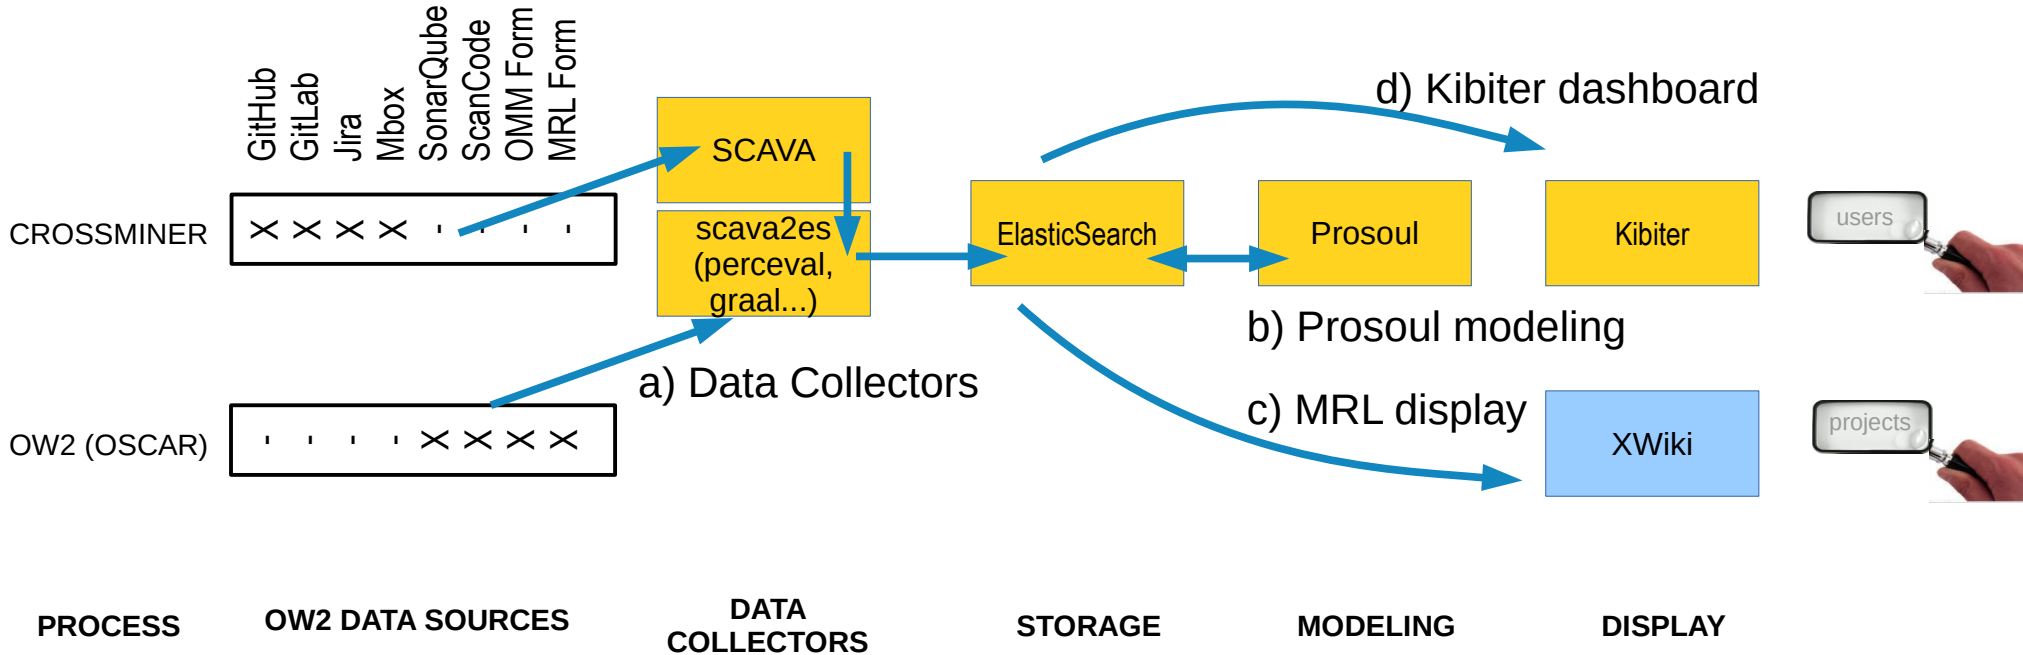 GitHub
GitLab
Jira
Mbox
SonarQube
ScanCode
OMM Form
MRL Form
d) Kibiter dashboard
SCAVA
CROSSMINER
X X X X - - - -
scava2es
(perceval,
graal...)
ElasticSearch
Prosoul
Kibiter
users
b) Prosoul modeling
a) Data Collectors
c) MRL display
OW2 (OSCAR)
- - - - X X X X
XWiki
projects
PROCESS
OW2 DATA SOURCES
DATA
COLLECTORS
STORAGE
MODELING
DISPLAY